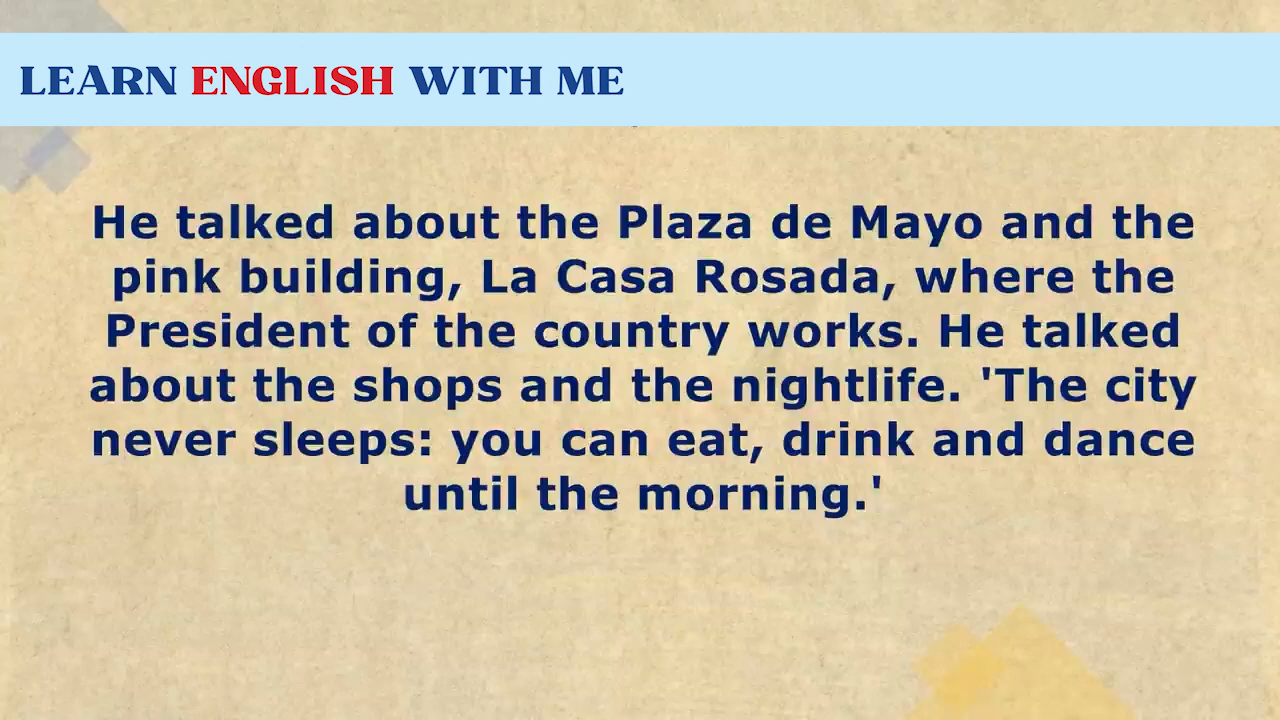 LEARN ENGLISH WITH ME
He talked about the Plaza de Mayo and the
pink building, La Casa Rosada, where the
President of the country works. He talked
about the shops and the nightlife. 'The city
never sleeps: you can eat, drink and dance
until the morning.'